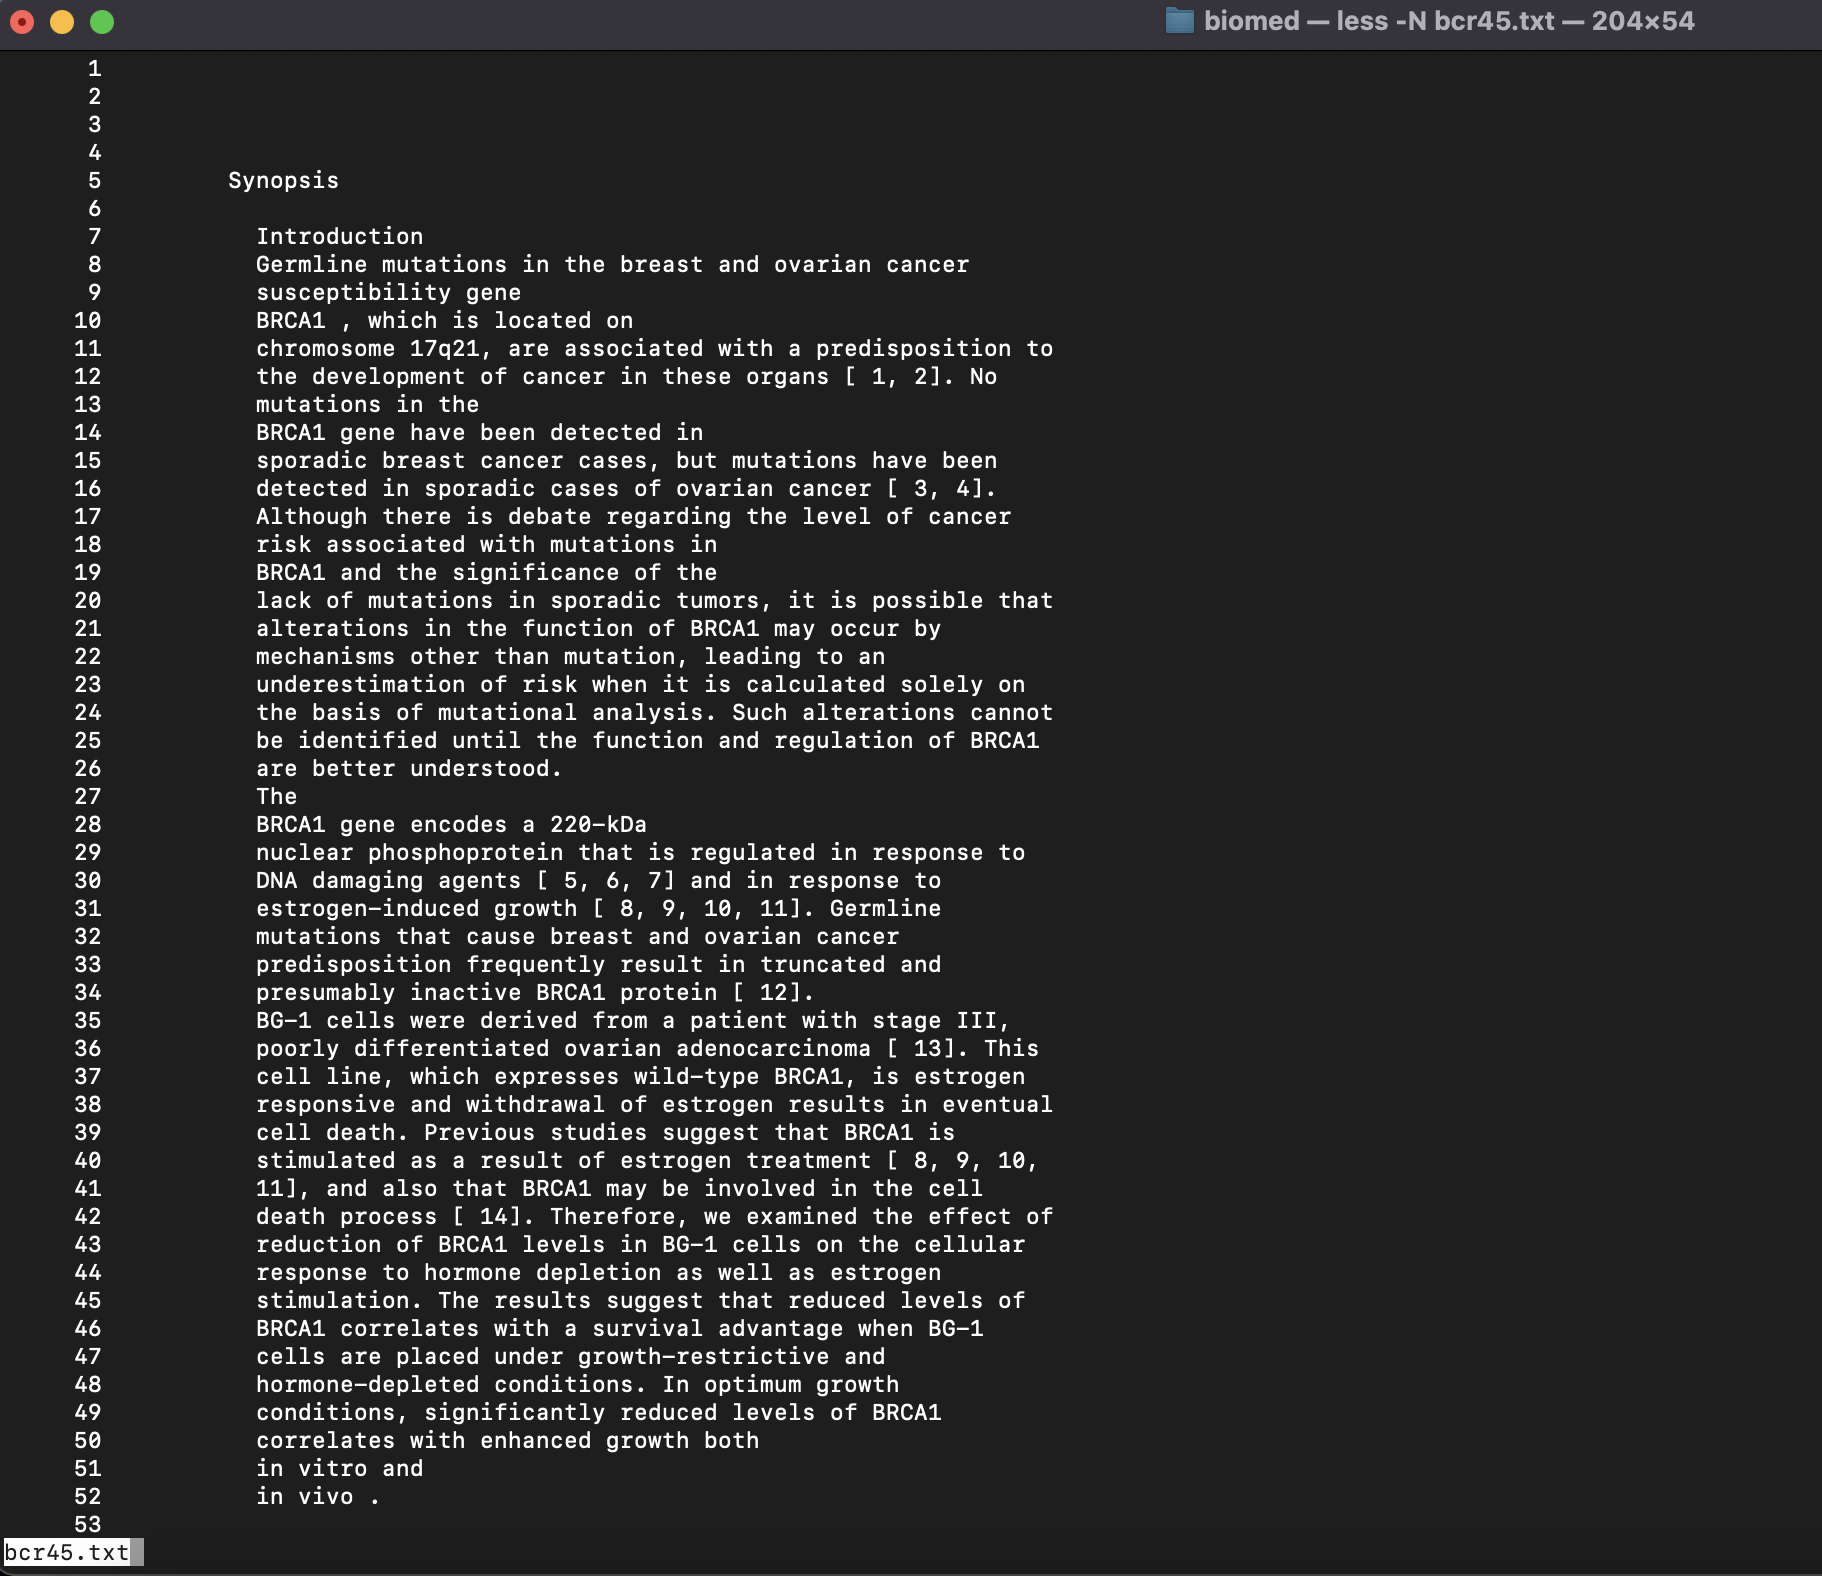 biomed — less -N bcr45.txt — 204×54
1
2
3
4
5 Synopsis
6
7 Introduction
8 Germline mutations in the breast and ovarian cancer
9 susceptibility gene
10 BRCA1 , which is located on
11 chromosome 17q21, are associated with a predisposition to
12 the development of cancer in these organs [ 1, 2]. No
13 mutations in the
14 BRCA1 gene have been detected in
15 sporadic breast cancer cases, but mutations have been
16 detected in sporadic cases of ovarian cancer [ 3, 4].
17 Although there is debate regarding the level of cancer
18 risk associated with mutations in
19 BRCA1 and the significance of the
20 lack of mutations in sporadic tumors, it is possible that
21 alterations in the function of BRCA1 may occur by
22 mechanisms other than mutation, leading to an
23 underestimation of risk when it is calculated solely on
24 the basis of mutational analysis. Such alterations cannot
25 be identified until the function and regulation of BRCA1
26 are better understood.
27 The
28 BRCA1 gene encodes a 220-kDa
29 nuclear phosphoprotein that is regulated in response to
30 DNA damaging agents [ 5, 6, 7] and in response to
31 estrogen-induced growth [ 8, 9, 10, 11]. Germline
32 mutations that cause breast and ovarian cancer
33 predisposition frequently result in truncated and
34 presumably inactive BRCA1 protein [ 12].
35 BG-1 cells were derived from a patient with stage III,
36 poorly differentiated ovarian adenocarcinoma [ 13]. This
37 cell line, which expresses wild-type BRCA1, is estrogen
38 responsive and withdrawal of estrogen results in eventual
39 cell death. Previous studies suggest that BRCA1 is
40 stimulated as a result of estrogen treatment [ 8, 9, 10,
41 11], and also that BRCA1 may be involved in the cell
42 death process [ 14]. Therefore, we examined the effect of
43 reduction of BRCA1 levels in BG-1 cells on the cellular
44 response to hormone depletion as well as estrogen
45 stimulation. The results suggest that reduced levels of
46 BRCA1 correlates with a survival advantage when BG-1
47 cells are placed under growth-restrictive and
48 hormone-depleted conditions. In optimum growth
49 conditions, significantly reduced levels of BRCA1
50 correlates with enhanced growth both
51 in vitro and
52 in vivo .
53
bcr45.txt